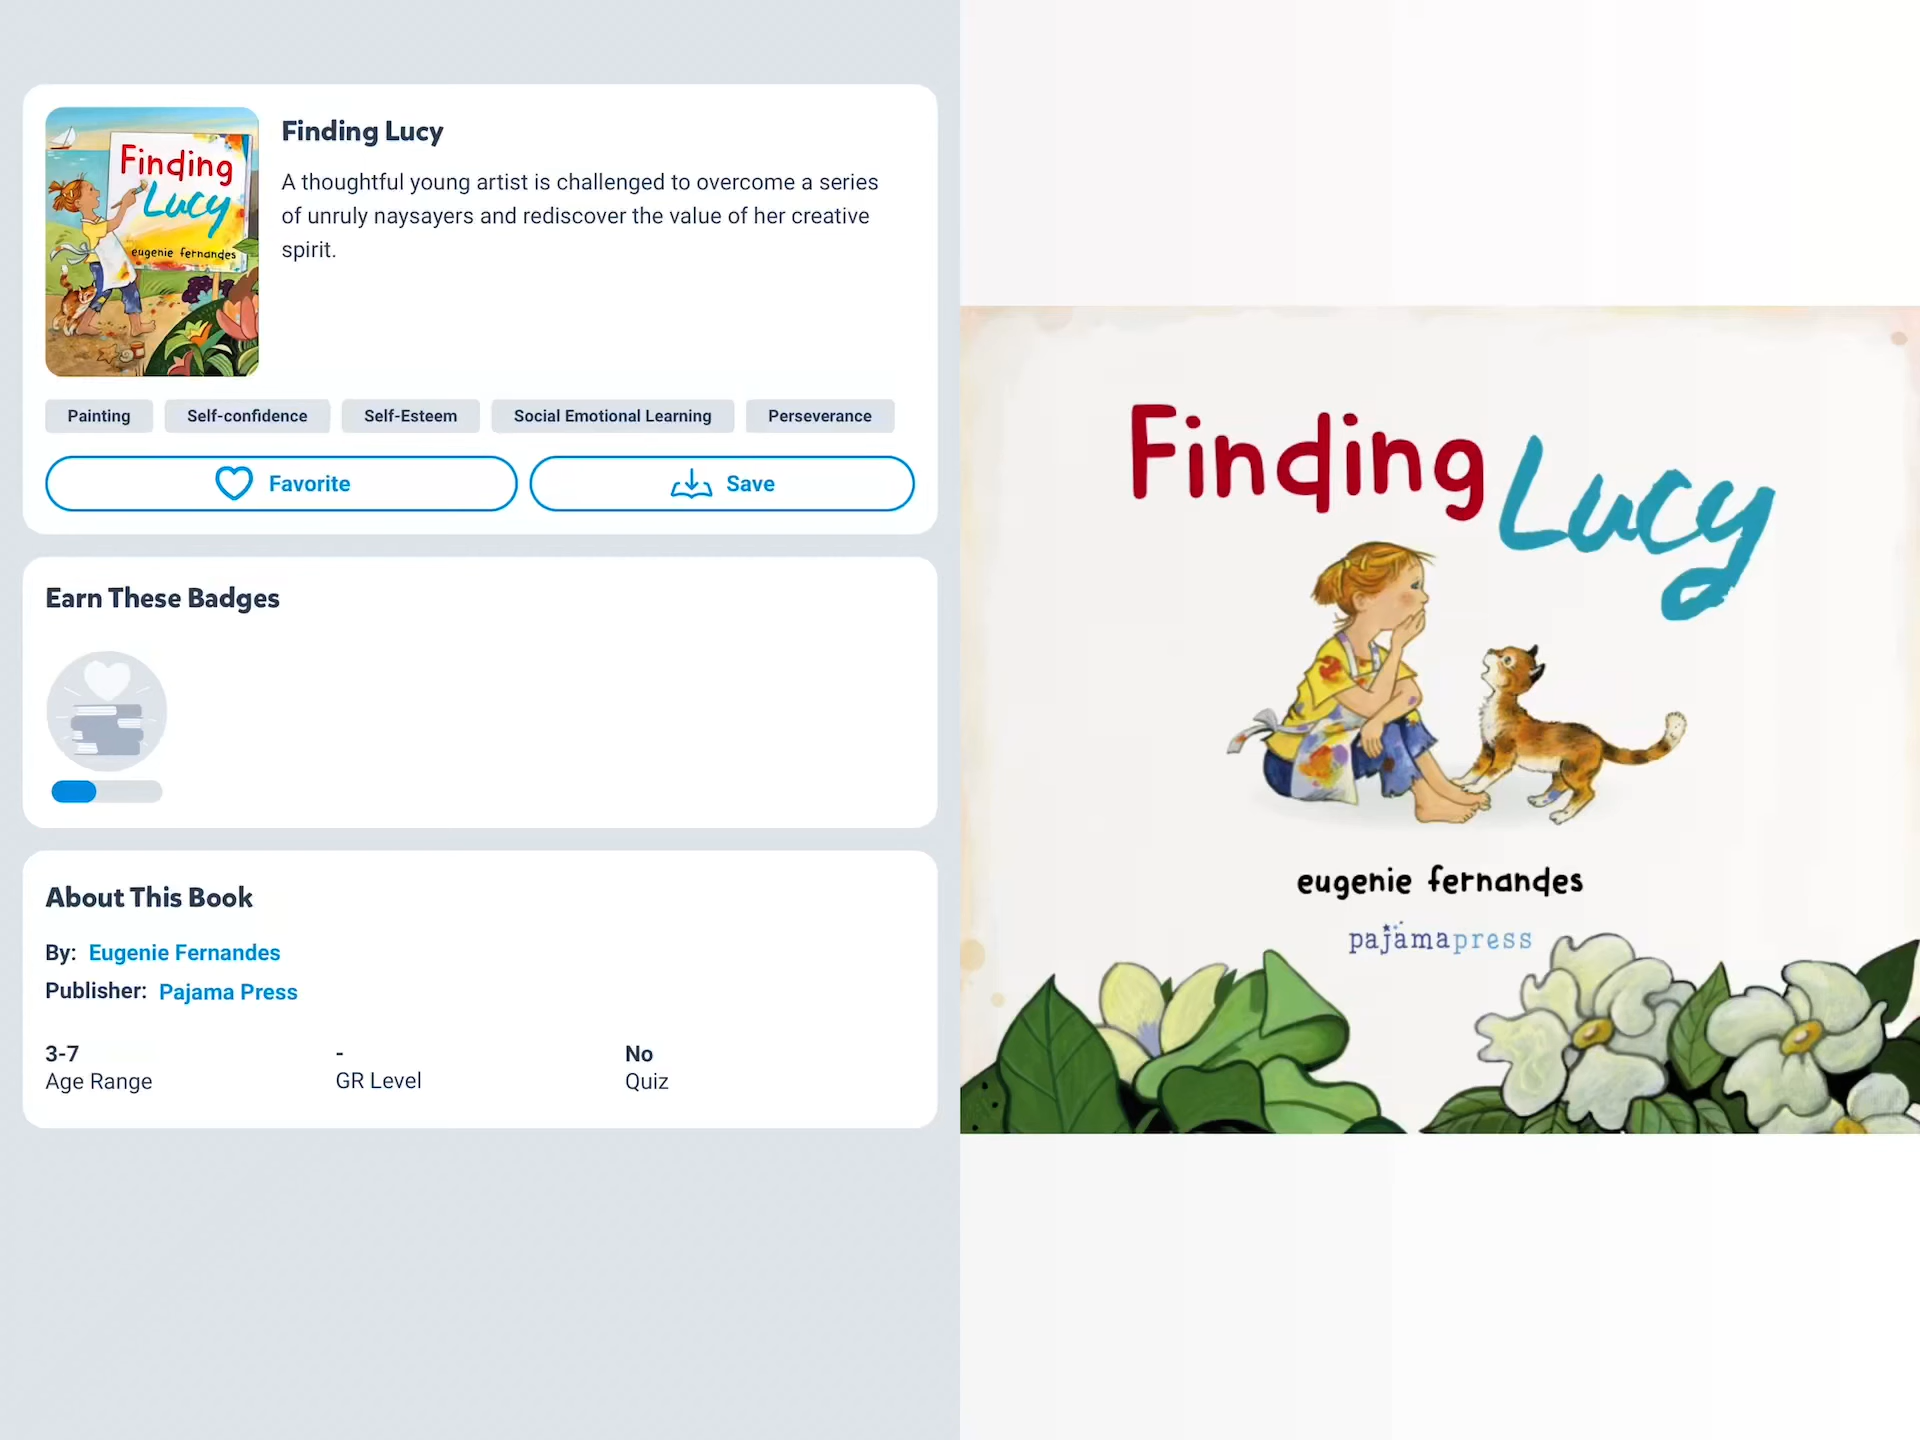 Finding
Lucy
eugenie fernandes
Finding Lucy
A thoughtful young artist is challenged to overcome a series
of unruly naysayers and rediscover the value of her creative
spirit.
Painting
Self-confidence
Self-Esteem
Social Emotional Learning
Perseverance
Favorite
Save
Earn These Badges
About This Book
By: Eugenie Fernandes
Publisher: Pajama Press
3-7
Age Range
-
GR Level
No
Quiz
Finding Lucy
eugenie fernandes
pajamapress